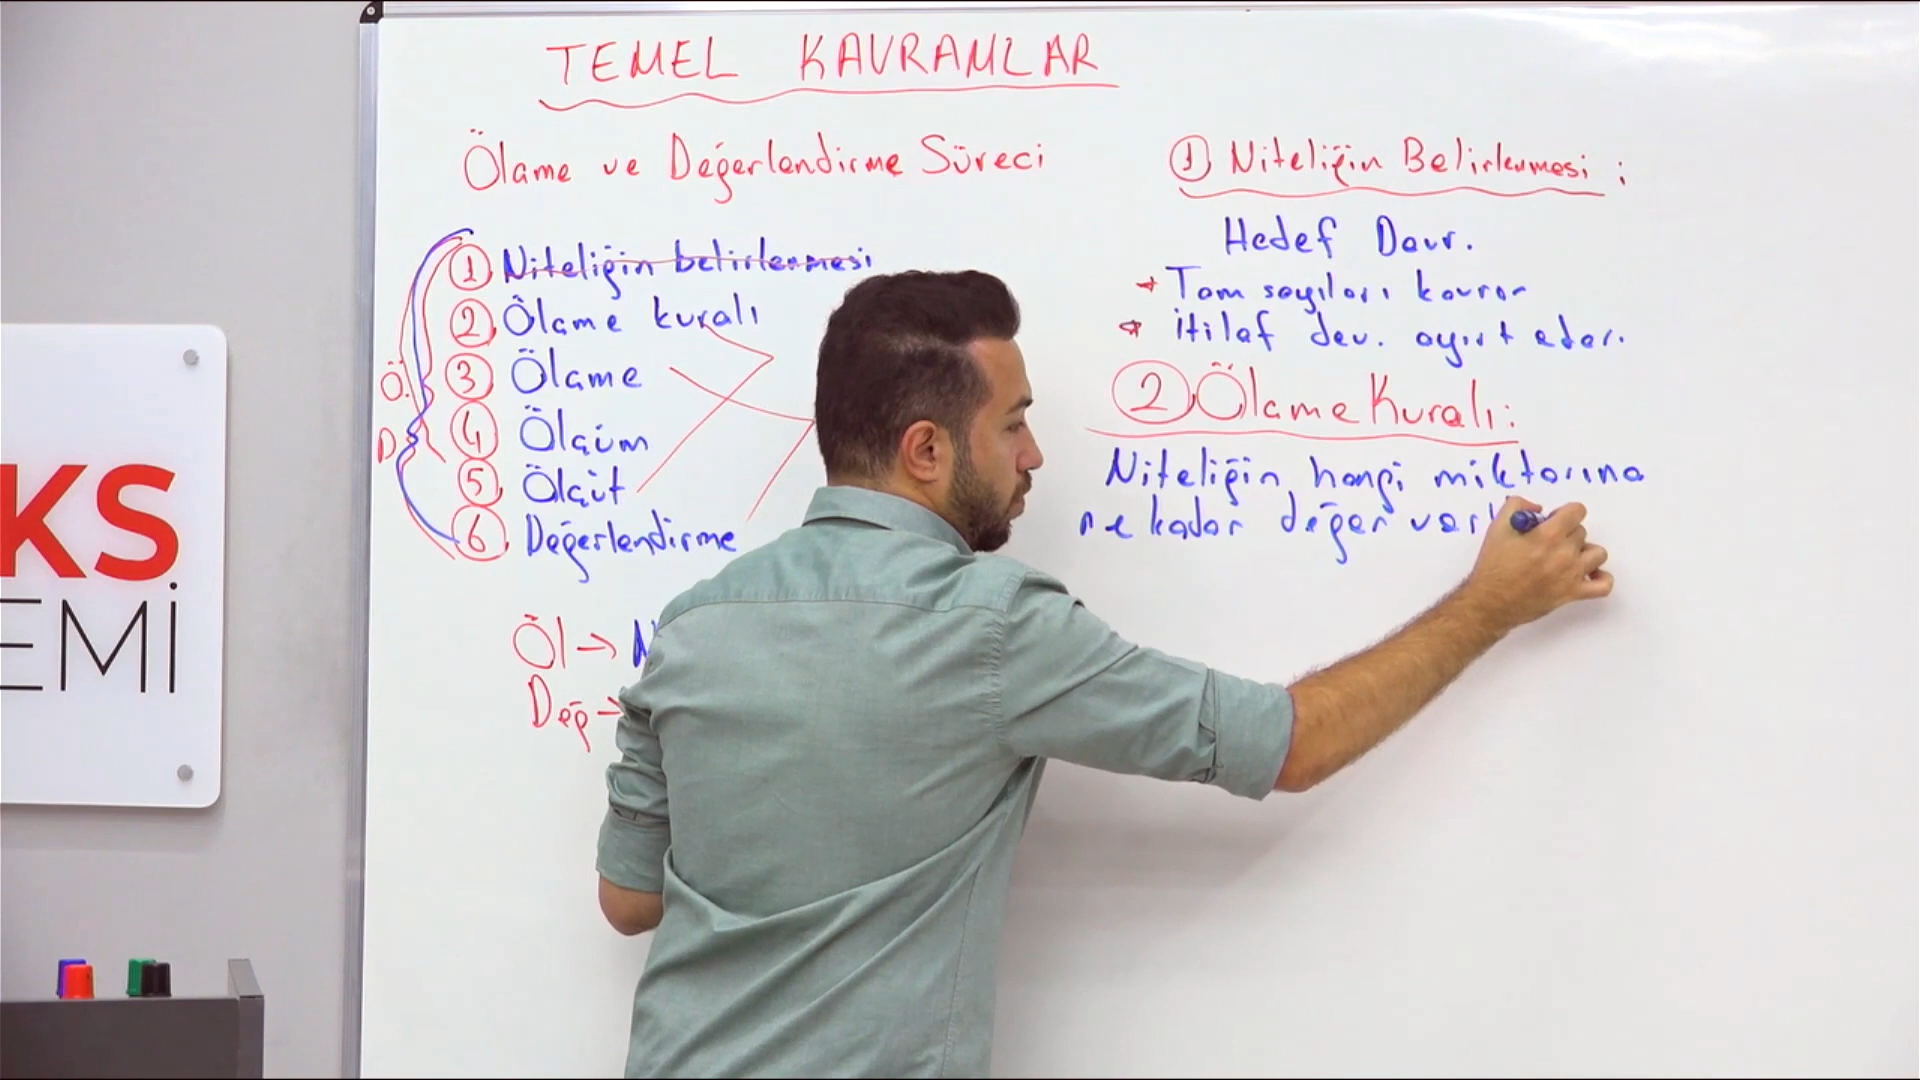 TEMEL KAVRAMLAR
Ölçme ve Değerlendirme Süreci
1 Niteliğin belirlenmesi
2 Ölçme kuralı
3 Ölçme
4 Ölçüm
5 Ölçüt
6 Değerlendirme
Ö.
D
Öl →
Değ →
1 Niteliğin Belirlenmesi :
Hedef Davr.
→ Tam sayıları kavrar
→ İtilaf dev. ayırt eder.
2 Ölçme Kuralı:
Niteliğin hangi miktarına
ne kadar değer
KS
EMİ